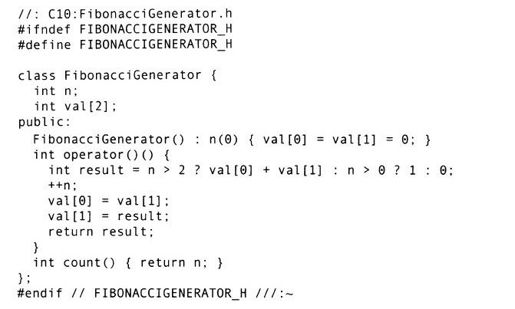 //: C10:FibonacciGenerator.h
#ifndef FIBONACCIGENERATOR_H
#define FIBONACCIGENERATOR_H

class FibonacciGenerator {
  int n;
  int val[2];
public:
  FibonacciGenerator() : n(0) { val[0] = val[1] = 0; }
  int operator()() {
    int result = n > 2 ? val[0] + val[1] : n > 0 ? 1 : 0;
    ++n;
    val[0] = val[1];
    val[1] = result;
    return result;
  }
  int count() { return n; }
};
#endif // FIBONACCIGENERATOR_H ///:~